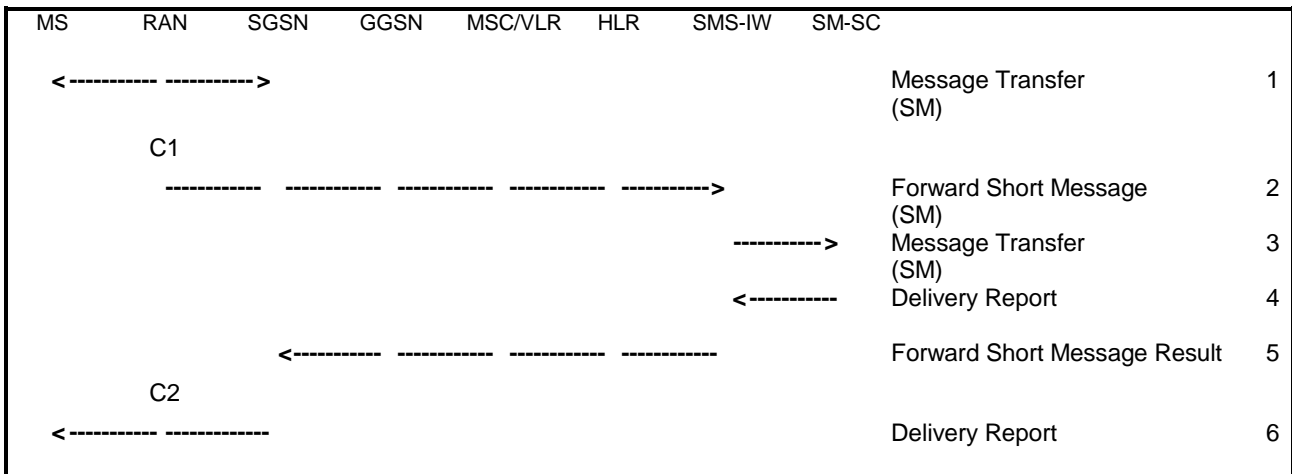 MS RAN SGSN GGSN MSC/VLR HLR SMS-IW SM-SC
<----------- -----------> Message Transfer 1
(SM)
C1
------------ ------------ ------------ ------------ -----------> Forward Short Message 2
(SM)
-----------> Message Transfer 3
(SM)
<----------- Delivery Report 4
<----------- ------------ ------------ ------------ Forward Short Message Result 5
C2
<----------- ------------- Delivery Report 6